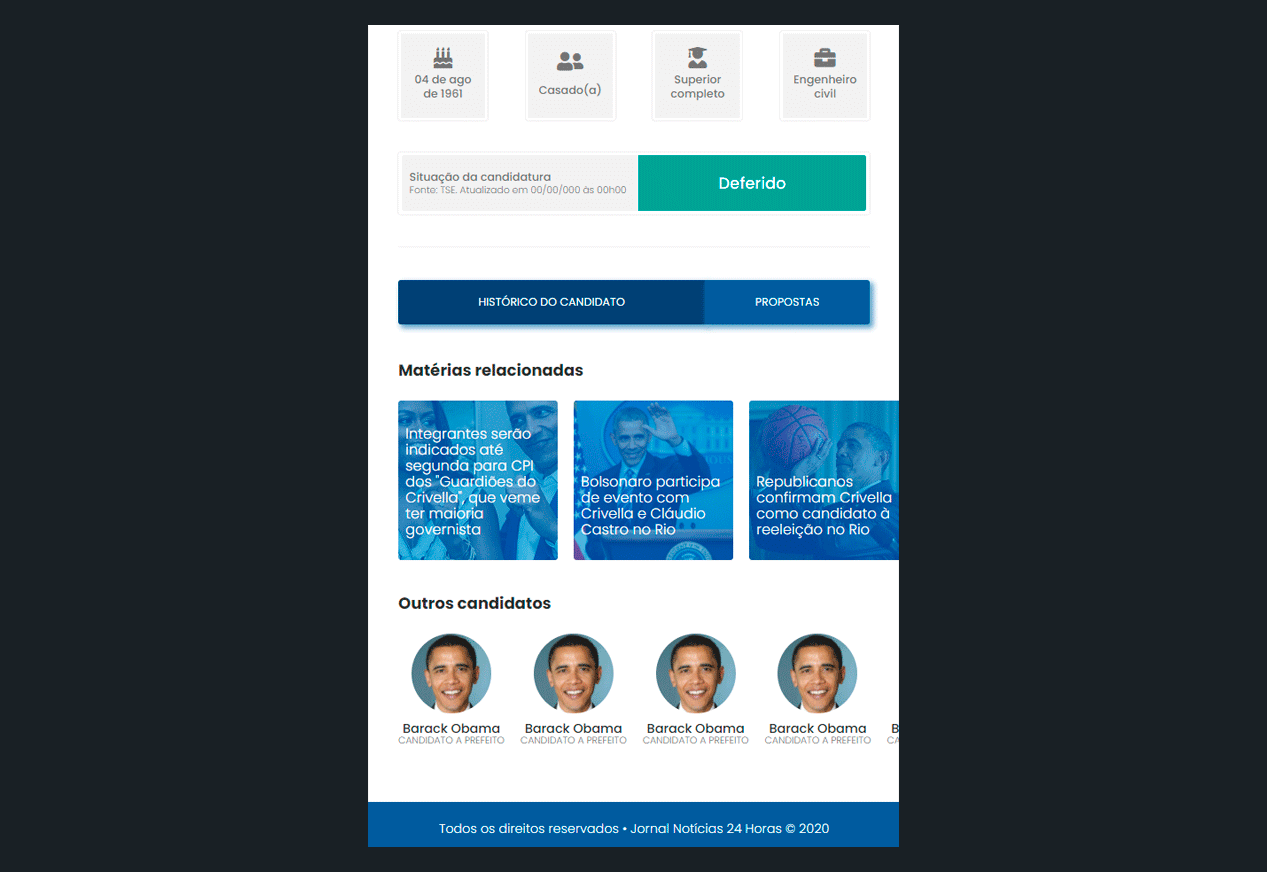 04 de ago
de 1961
Casado(a)
Superior
completo
Engenheiro
civil
Situação da candidatura
Fonte: TSE. Atualizado em 00/00/000 às 00h00
Deferido
HISTÓRICO DO CANDIDATO
PROPOSTAS
Matérias relacionadas
Integrantes serão
indicados até
segunda para CPI
dos "Guardiões do
Crivella", que veme
ter maioria
governista
Bolsonaro participa
de evento com
Crivella e Cláudio
Castro no Rio
Republicanos
confirmam Crivella
como candidato à
reeleição no Rio
Outros candidatos
Barack Obama
CANDIDATO A PREFEITO
Barack Obama
CANDIDATO A PREFEITO
Barack Obama
CANDIDATO A PREFEITO
Barack Obama
CANDIDATO A PREFEITO
Todos os direitos reservados • Jornal Notícias 24 Horas © 2020